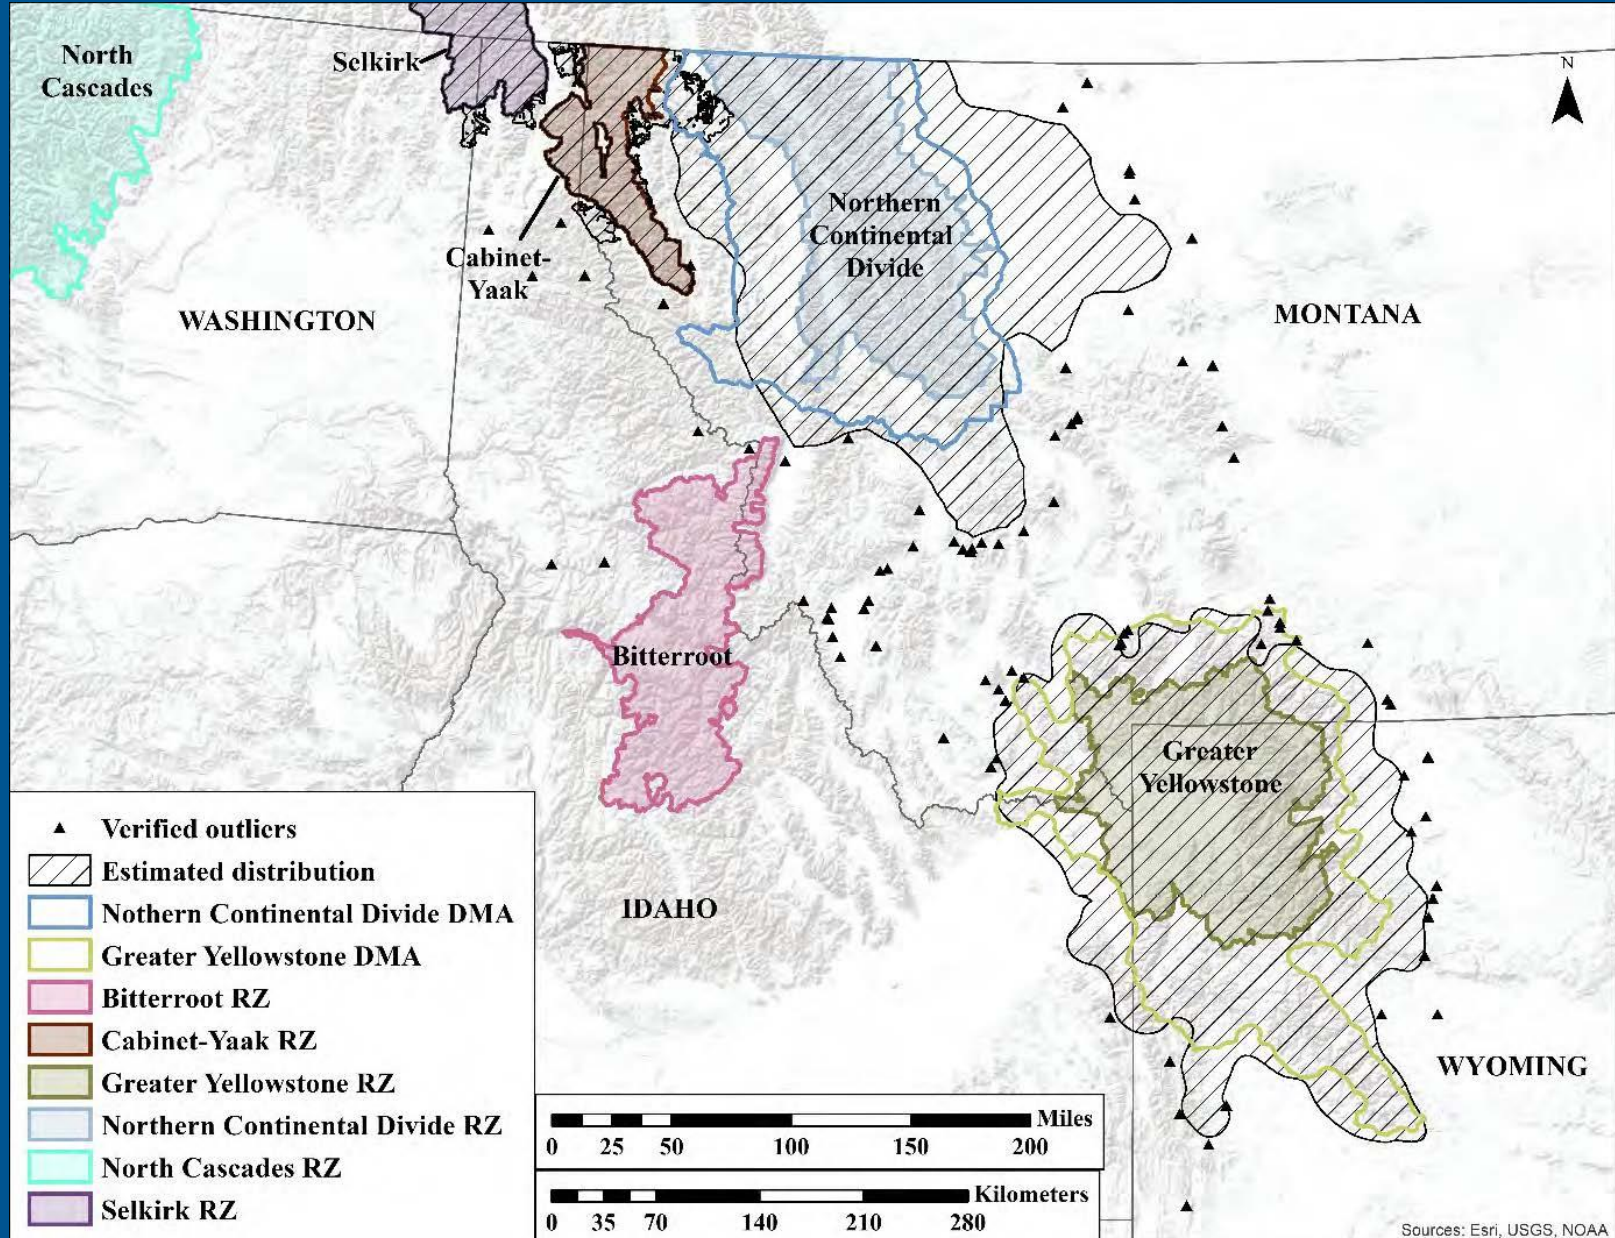 North
Cascades
Selkirk
N
Northern
Continental
Divide
Cabinet-
Yaak
WASHINGTON
MONTANA
Bitterroot
Greater
Yellowstone
IDAHO
WYOMING
Verified outliers
Estimated distribution
Nothern Continental Divide DMA
Greater Yellowstone DMA
Bitterroot RZ
Cabinet-Yaak RZ
Greater Yellowstone RZ
Northern Continental Divide RZ
North Cascades RZ
Selkirk RZ
Miles
0 25 50 100 150 200
Kilometers
0 35 70 140 210 280
Sources: Esri, USGS, NOAA